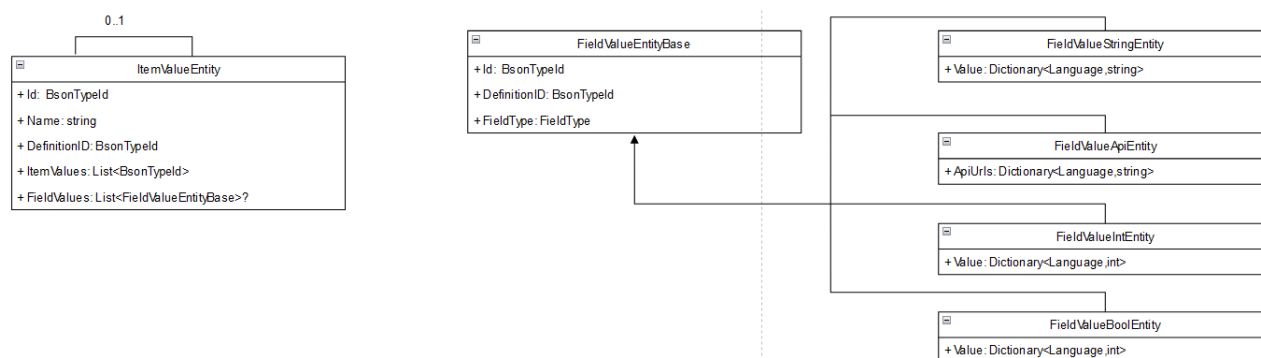 0..1
ItemValueEntity
+ Id: BsonTypeId
+ Name: string
+ DefinitionID: BsonTypeId
+ ItemValues: List<BsonTypeId>
+ FieldValues: List<FieldValueEntityBase>?
FieldValueEntityBase
+ Id: BsonTypeId
+ DefinitionID: BsonTypeId
+ FieldType: FieldType
FieldValueStringEntity
+ Value: Dictionary<Language,string>
FieldValueApiEntity
+ ApiUrls: Dictionary<Language,string>
FieldValueIntEntity
+ Value: Dictionary<Language,int>
FieldValueBoolEntity
+ Value: Dictionary<Language,int>